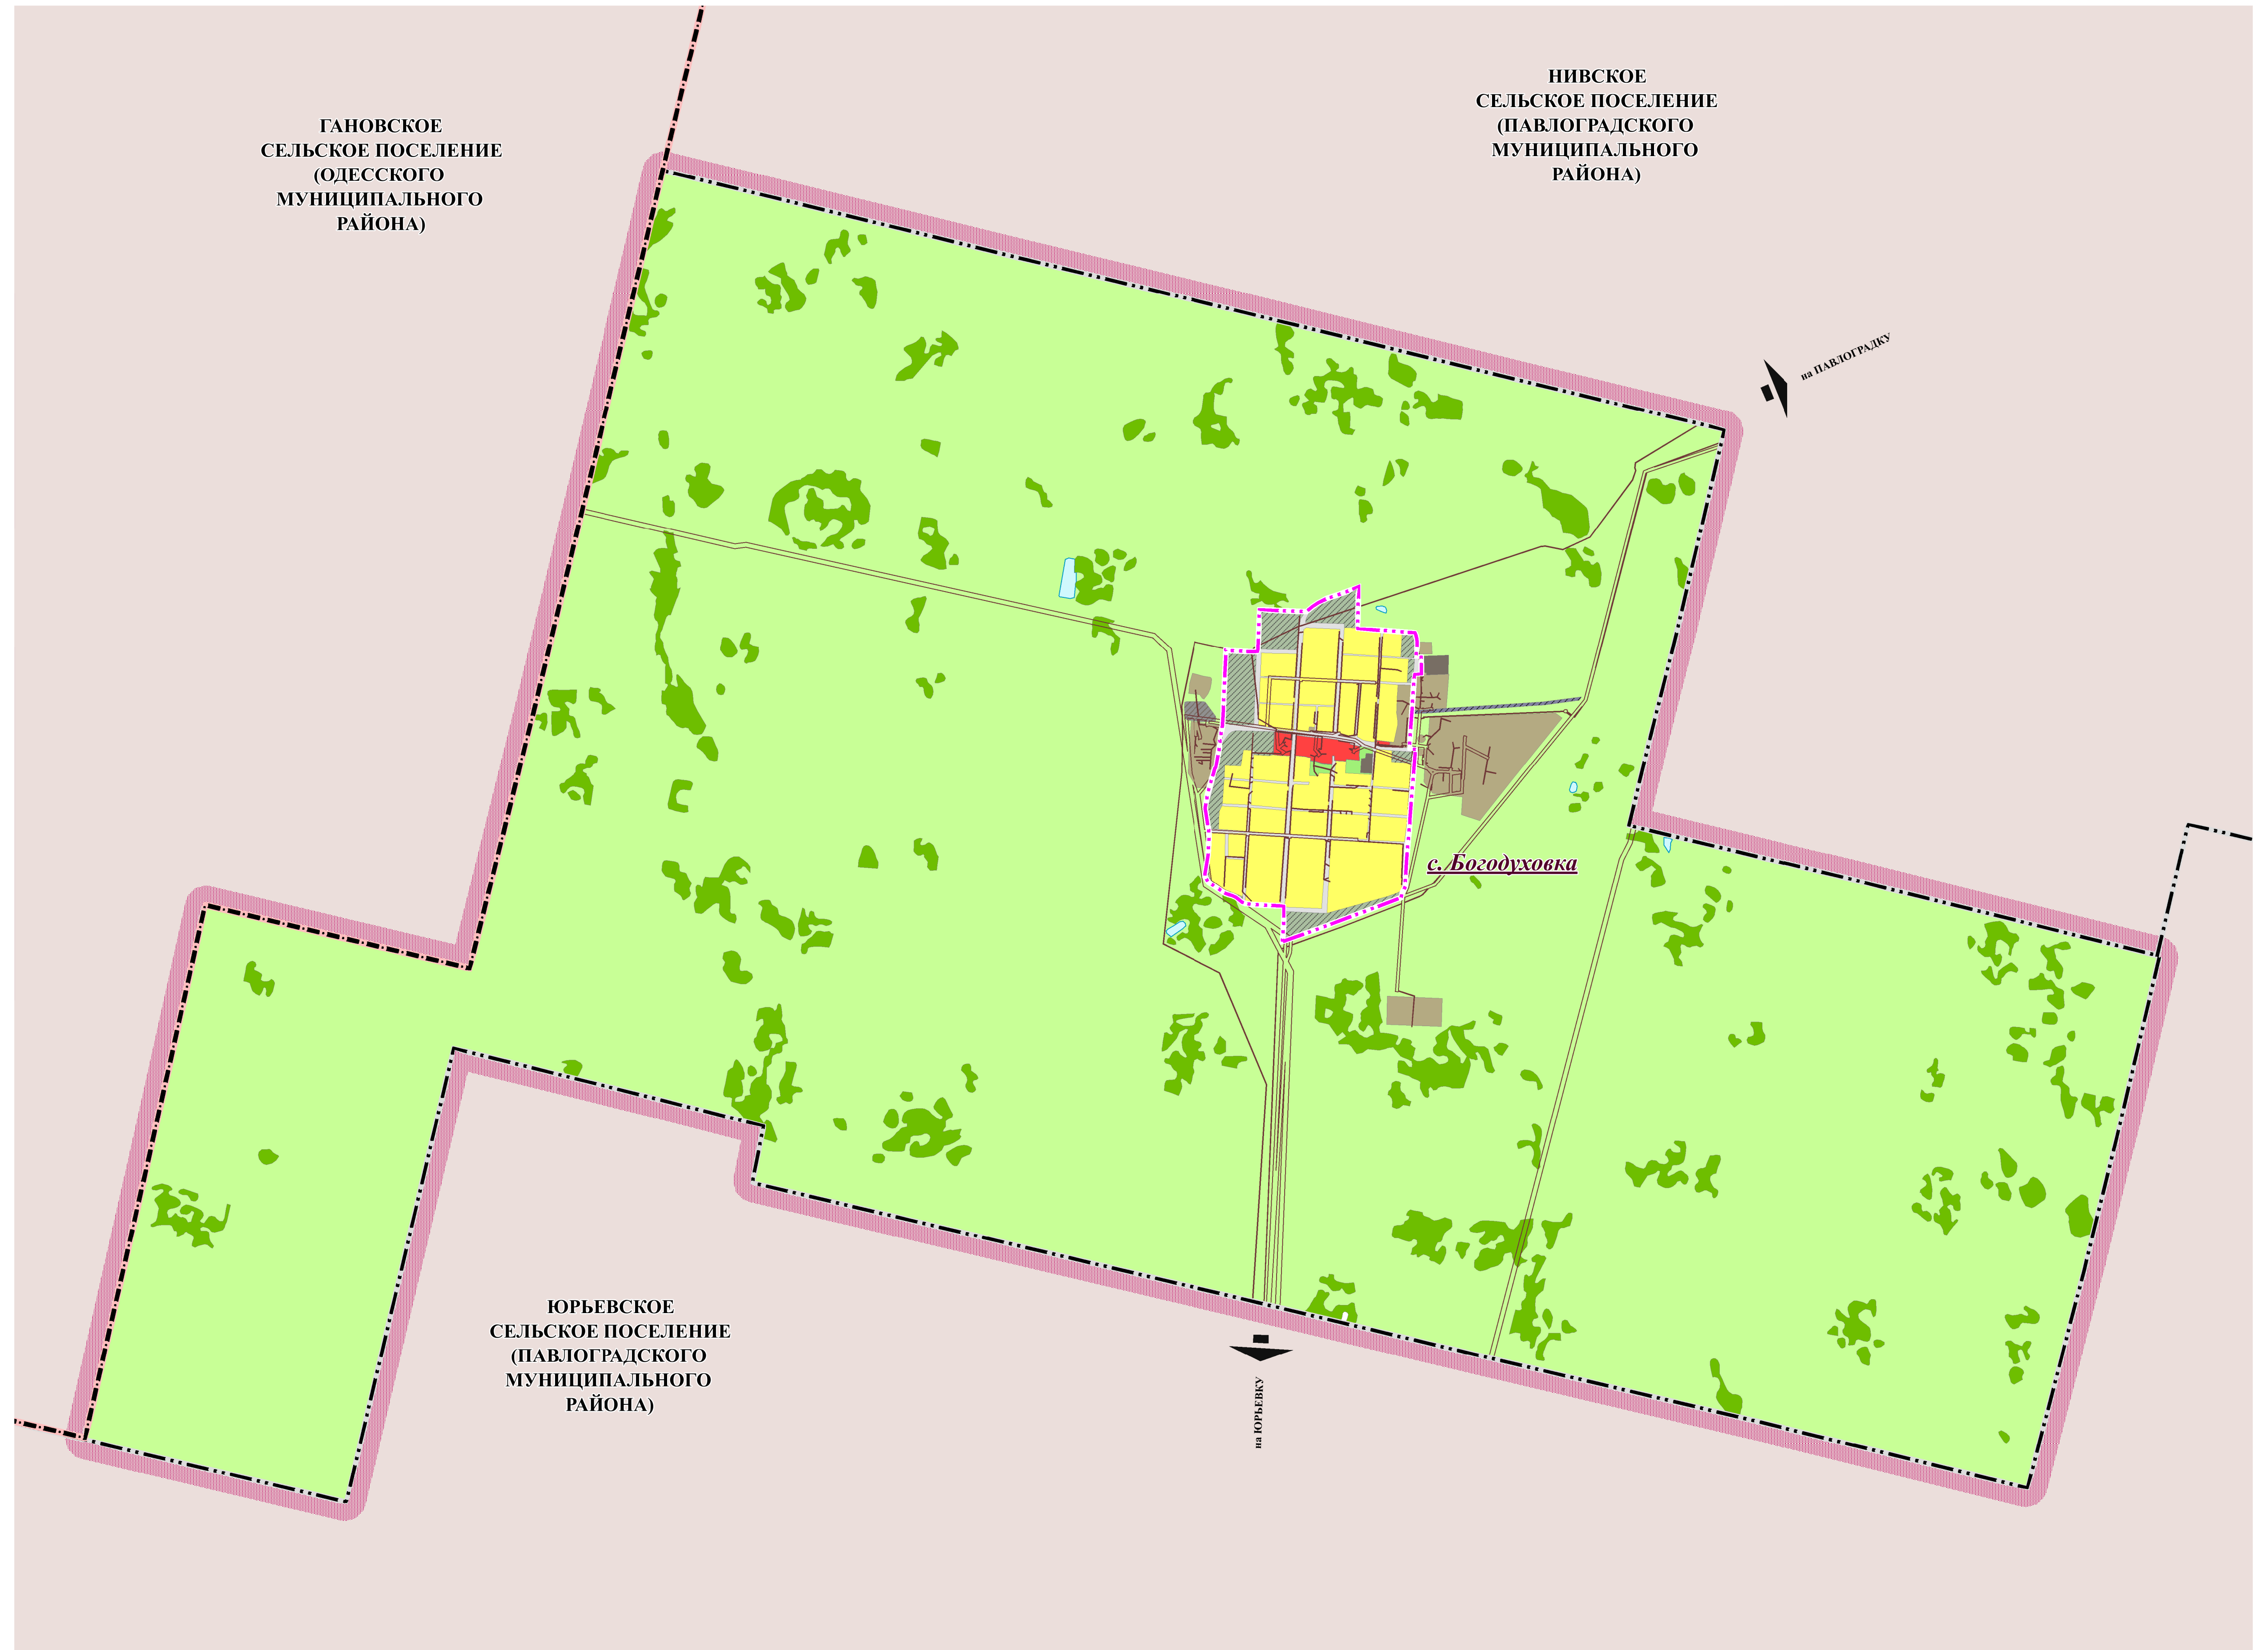 НИВСКОЕ
СЕЛЬСКОЕ ПОСЕЛЕНИЕ
(ПАВЛОГРАДСКОГО
МУНИЦИПАЛЬНОГО
РАЙОНА)
ГАНОВСКОЕ
СЕЛЬСКОЕ ПОСЕЛЕНИЕ
(ОДЕССКОГО
МУНИЦИПАЛЬНОГО
РАЙОНА)
на ПАВЛОГРАДКУ
с. Богодуховка
ЮРЬЕВСКОЕ
СЕЛЬСКОЕ ПОСЕЛЕНИЕ
(ПАВЛОГРАДСКОГО
МУНИЦИПАЛЬНОГО
РАЙОНА)
на ЮРЬЕВКУ